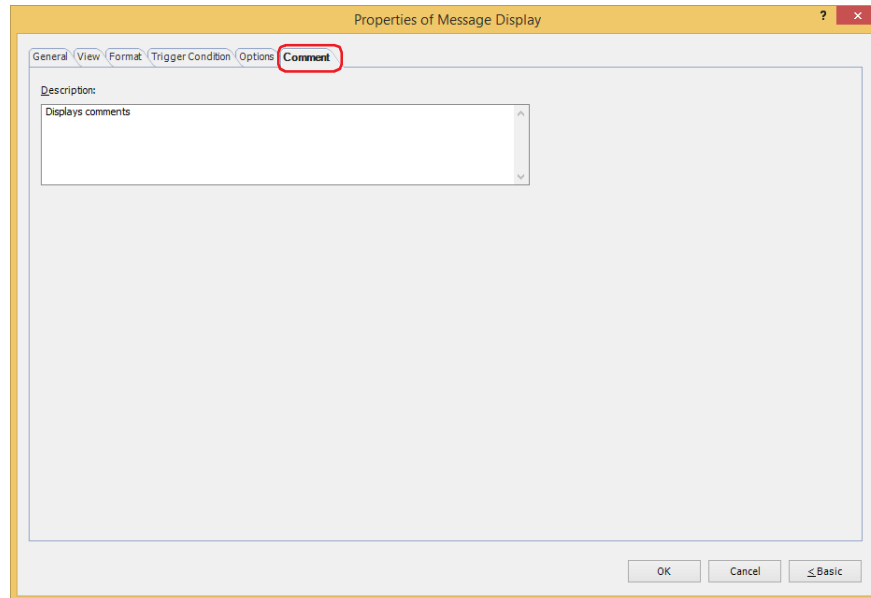 Properties of Message Display ? ×
General View Format Trigger Condition Options Comment
Description:
Displays comments
OK Cancel < Basic